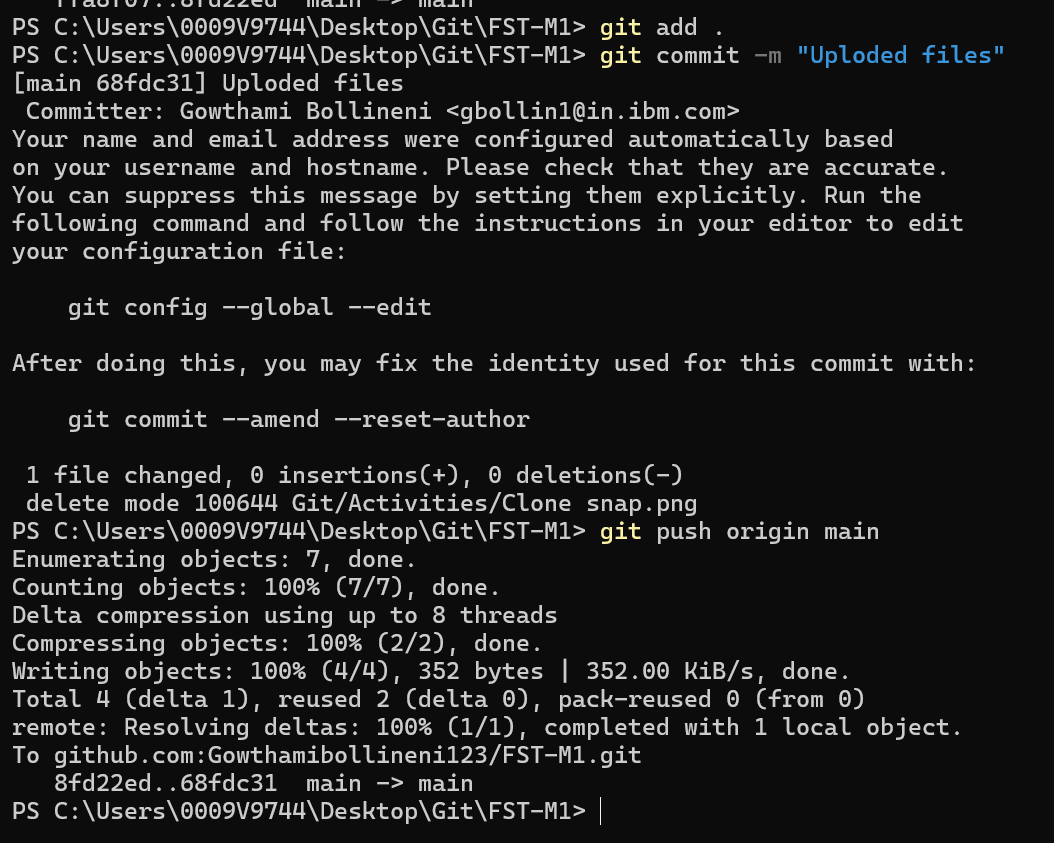 ffa8f07..8fd22ed  main -> main
PS C:\Users\0009V9744\Desktop\Git\FST-M1> git add .
PS C:\Users\0009V9744\Desktop\Git\FST-M1> git commit -m "Uploded files"
[main 68fdc31] Uploded files
 Committer: Gowthami Bollineni <gbollin1@in.ibm.com>
Your name and email address were configured automatically based
on your username and hostname. Please check that they are accurate.
You can suppress this message by setting them explicitly. Run the
following command and follow the instructions in your editor to edit
your configuration file:

    git config --global --edit

After doing this, you may fix the identity used for this commit with:

    git commit --amend --reset-author

 1 file changed, 0 insertions(+), 0 deletions(-)
 delete mode 100644 Git/Activities/Clone snap.png
PS C:\Users\0009V9744\Desktop\Git\FST-M1> git push origin main
Enumerating objects: 7, done.
Counting objects: 100% (7/7), done.
Delta compression using up to 8 threads
Compressing objects: 100% (2/2), done.
Writing objects: 100% (4/4), 352 bytes | 352.00 KiB/s, done.
Total 4 (delta 1), reused 2 (delta 0), pack-reused 0 (from 0)
remote: Resolving deltas: 100% (1/1), completed with 1 local object.
To github.com:Gowthamibollineni123/FST-M1.git
   8fd22ed..68fdc31  main -> main
PS C:\Users\0009V9744\Desktop\Git\FST-M1>